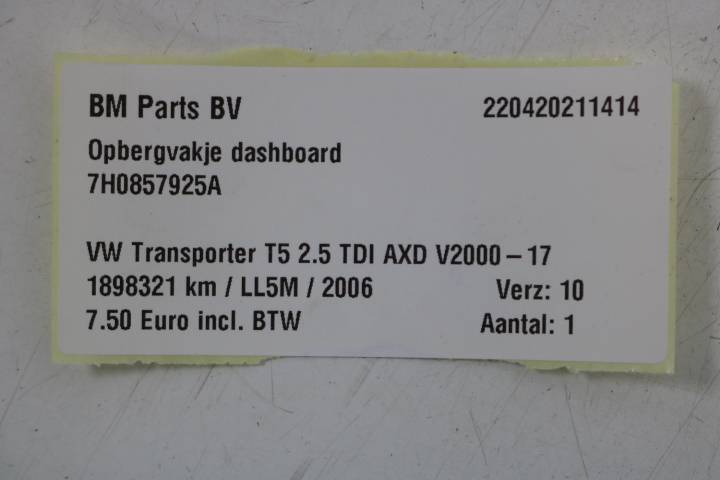 BM Parts BV 220420211414
Opbergvakje dashboard
7H0857925A
VW Transporter T5 2.5 TDI AXD V2000-17
1898321 km / LL5M / 2006 Verz: 10
7.50 Euro incl. BTW Aantal: 1